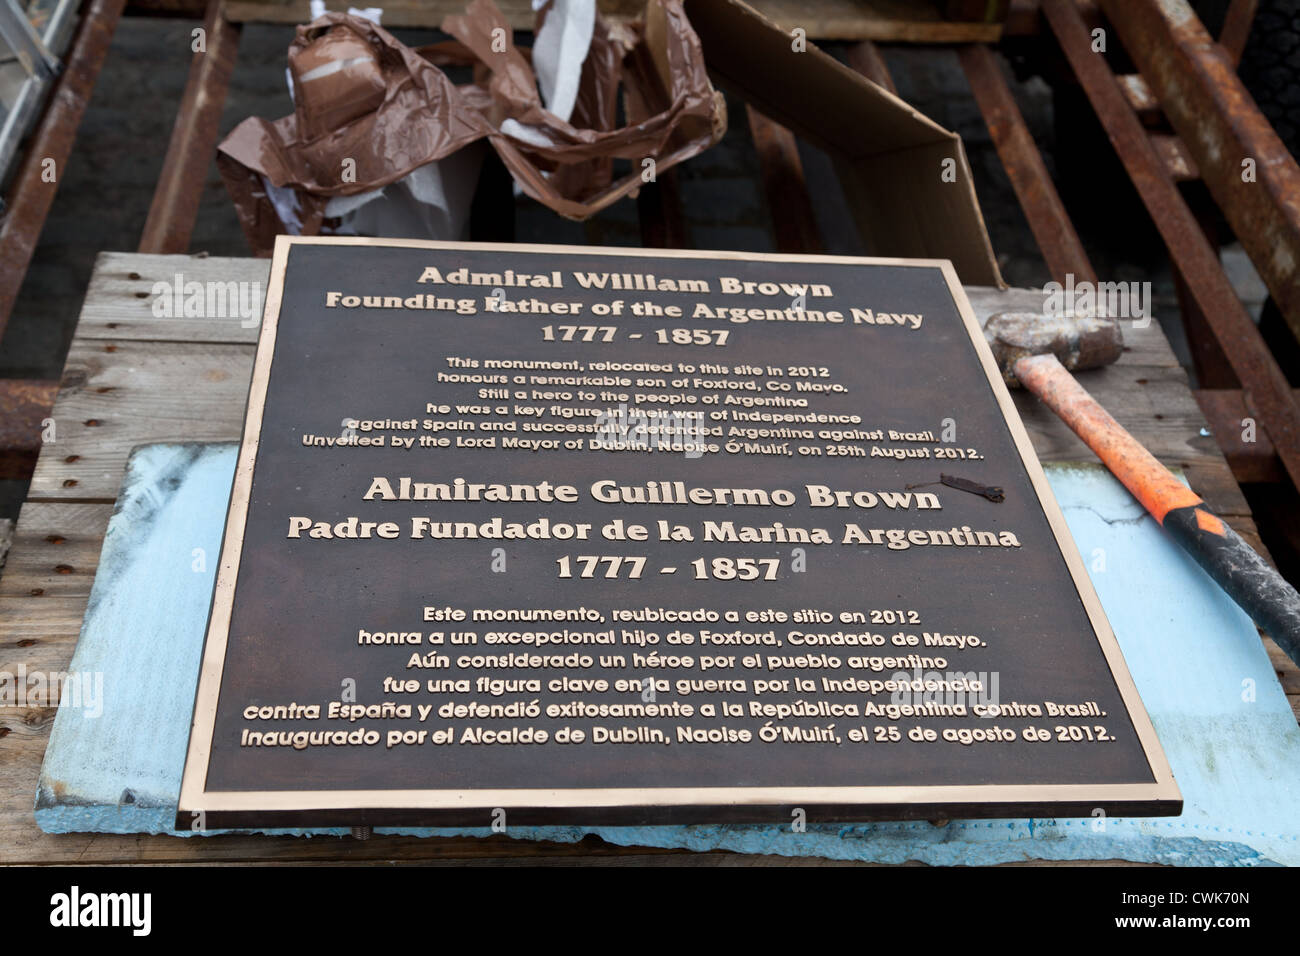 Admiral William Brown
Founding Father of the Argentine Navy
1777 - 1857
This monument, relocated to this site in 2012
honours a remarkable son of Foxford, Co Mayo.
Still a hero to the people of Argentina
he was a key figure in their war of Independence
against Spain and successfully defended Argentina against Brazil.
Unveiled by the Lord Mayor of Dublin, Naoise Ó'Muirí, on 25th August 2012.
Almirante Guillermo Brown
Padre Fundador de la Marina Argentina
1777 - 1857
Este monumento, reubicado a este sitio en 2012
honra a un excepcional hijo de Foxford, Condado de Mayo.
Aún considerado un héroe por el pueblo argentino
fue una figura clave en la guerra por la Independencia
contra España y defendió exitosamente a la República Argentina contra Brasil.
Inaugurado por el Alcalde de Dublin, Naoise Ó'Muirí, el 25 de agosto de 2012.
alamy
Image ID: CWK70N
www.alamy.com